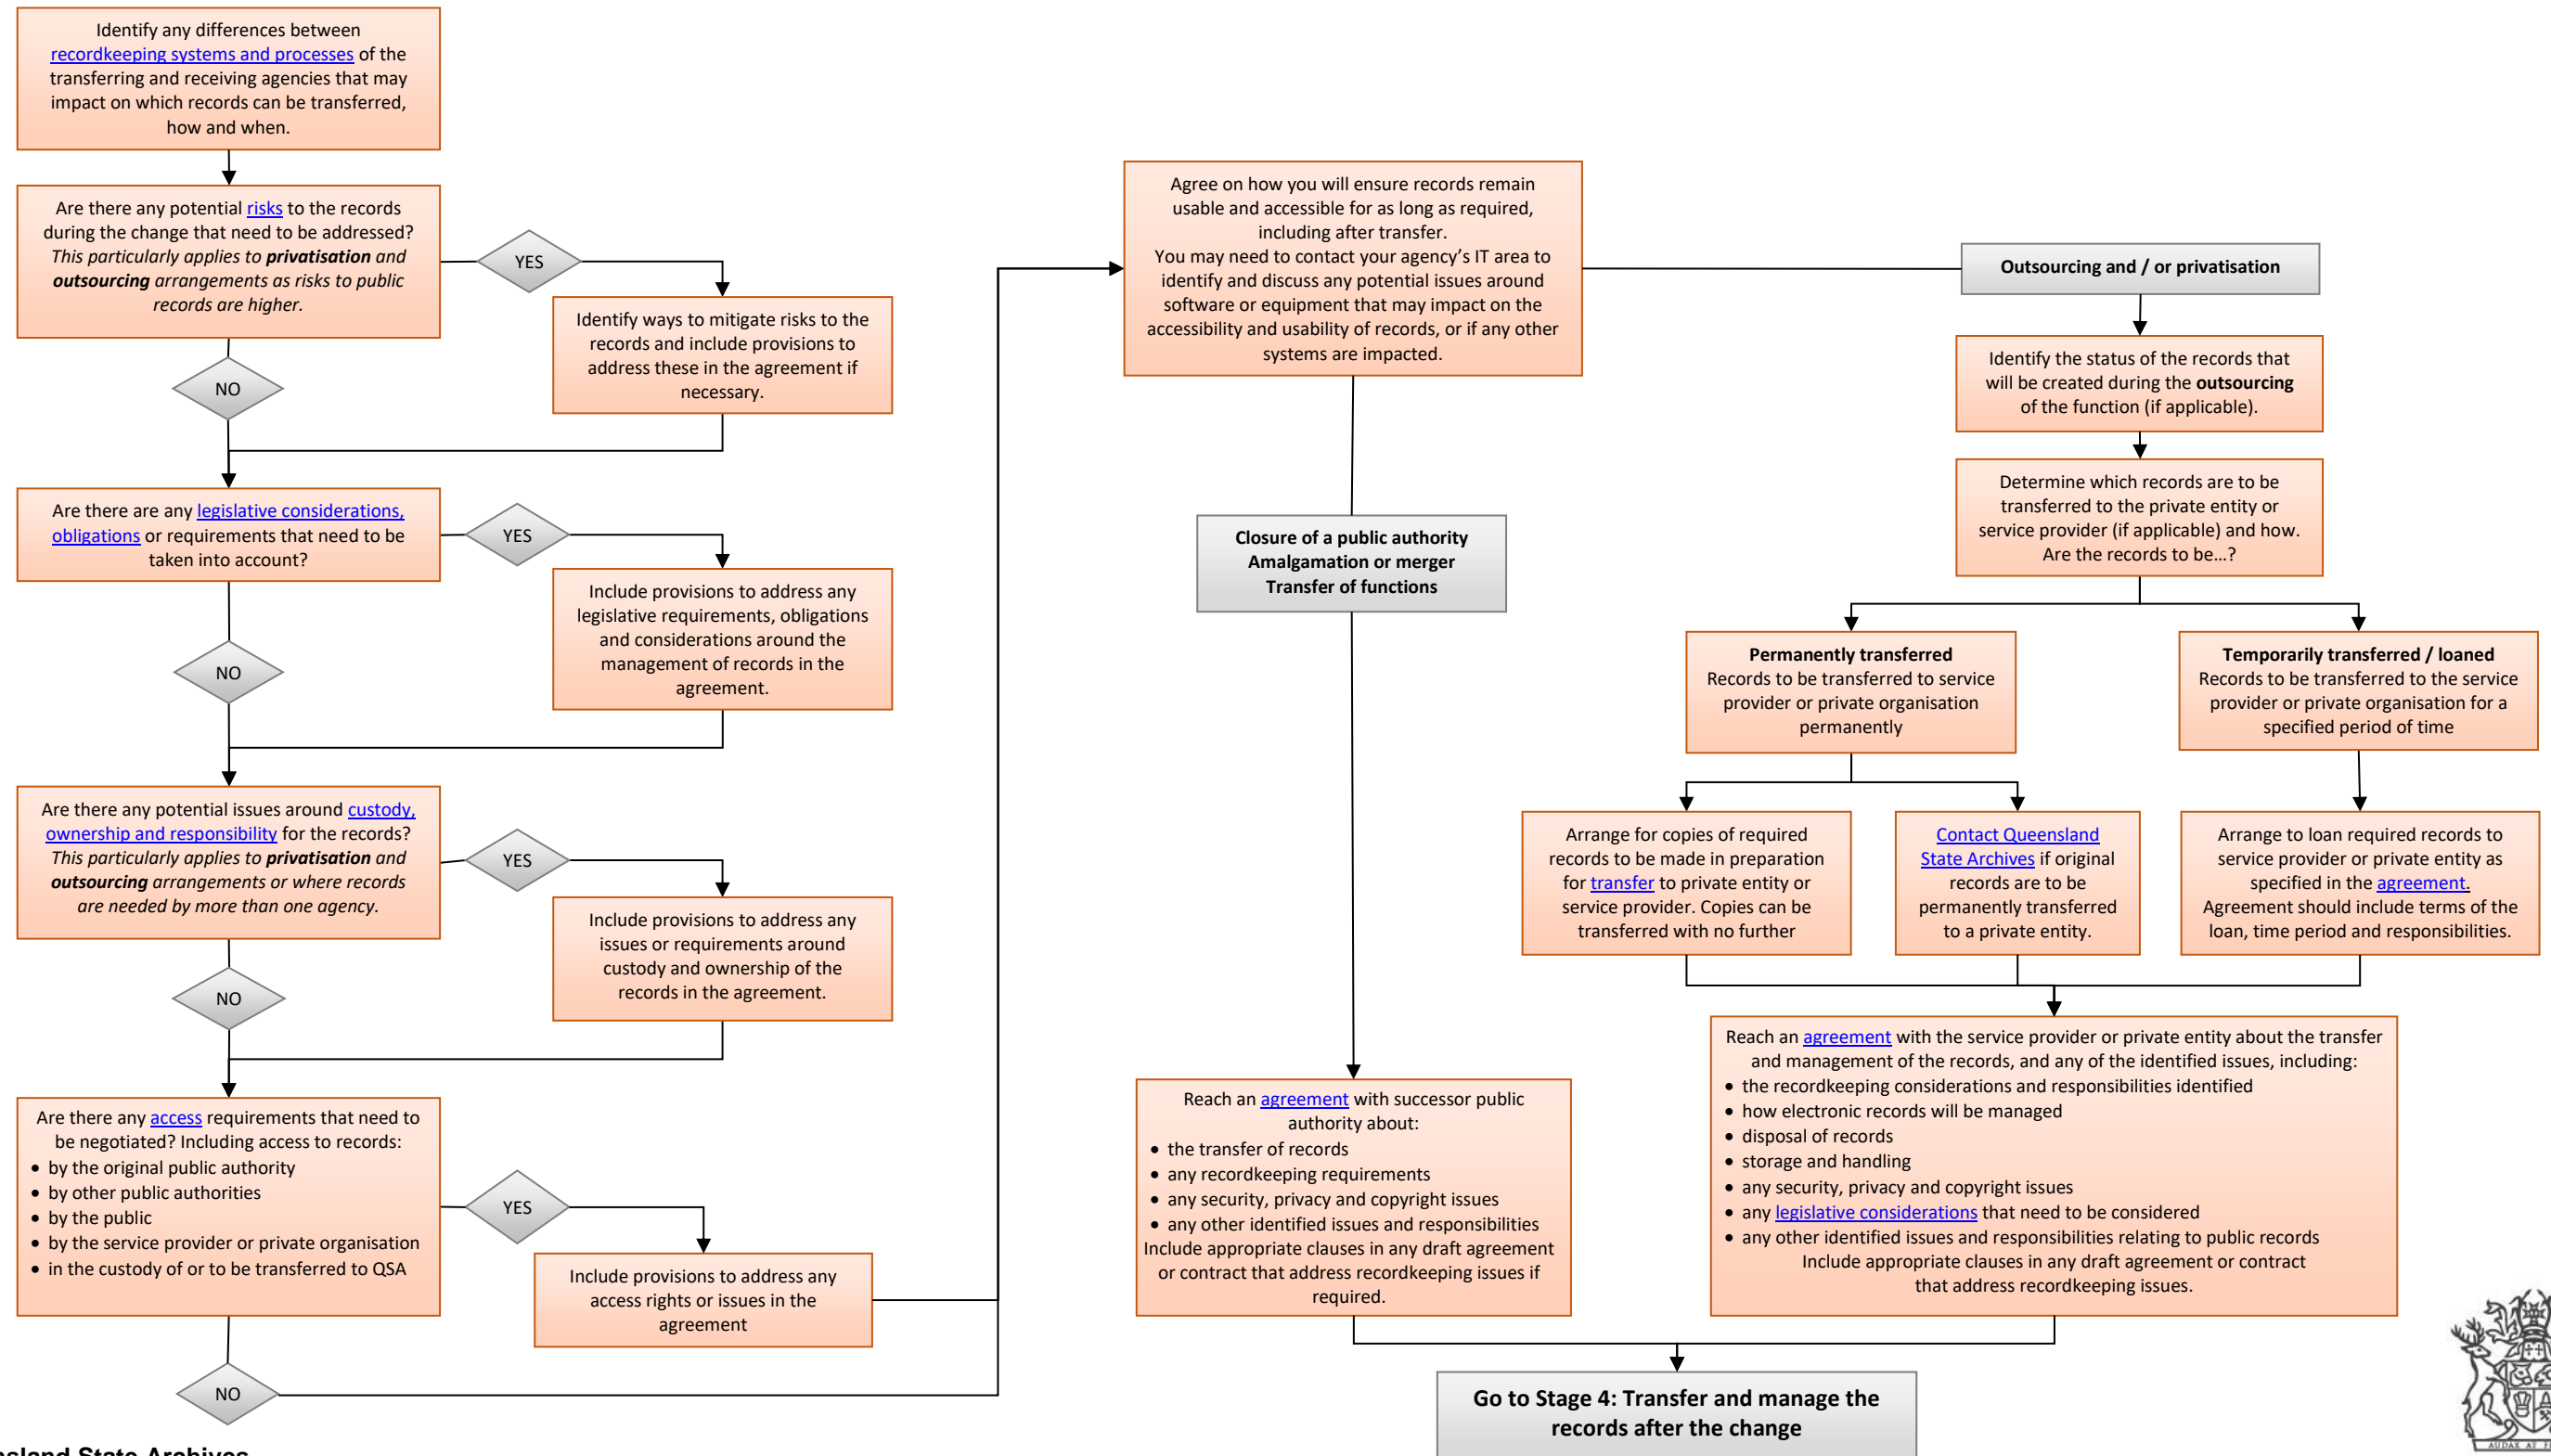 Identify any differences between
recordkeeping systems and processes of the
transferring and receiving agencies that may
impact on which records can be transferred,
how and when.
Are there any potential risks to the records
during the change that need to be addressed?
This particularly applies to privatisation and
outsourcing arrangements as risks to public
records are higher.
YES
Identify ways to mitigate risks to the
records and include provisions to
address these in the agreement if
necessary.
NO
Are there are any legislative considerations,
obligations or requirements that need to be
taken into account?
YES
Include provisions to address any
legislative requirements, obligations
and considerations around the
management of records in the
agreement.
NO
Are there any potential issues around custody,
ownership and responsibility for the records?
This particularly applies to privatisation and
outsourcing arrangements or where records
are needed by more than one agency.
YES
Include provisions to address any
issues or requirements around
custody and ownership of the
records in the agreement.
NO
Are there any access requirements that need to
be negotiated? Including access to records:
• by the original public authority
• by other public authorities
• by the public
• by the service provider or private organisation
• in the custody of or to be transferred to QSA
YES
Include provisions to address any
access rights or issues in the
agreement
NO
Agree on how you will ensure records remain
usable and accessible for as long as required,
including after transfer.
You may need to contact your agency’s IT area to
identify and discuss any potential issues around
software or equipment that may impact on the
accessibility and usability of records, or if any other
systems are impacted.
Closure of a public authority
Amalgamation or merger
Transfer of functions
Reach an agreement with successor public
authority about:
• the transfer of records
• any recordkeeping requirements
• any security, privacy and copyright issues
• any other identified issues and responsibilities
Include appropriate clauses in any draft agreement
or contract that address recordkeeping issues if
required.
Outsourcing and / or privatisation
Identify the status of the records that
will be created during the outsourcing
of the function (if applicable).
Determine which records are to be
transferred to the private entity or
service provider (if applicable) and how.
Are the records to be…?
Permanently transferred
Records to be transferred to service
provider or private organisation
permanently
Temporarily transferred / loaned
Records to be transferred to the service
provider or private organisation for a
specified period of time
Arrange for copies of required
records to be made in preparation
for transfer to private entity or
service provider. Copies can be
transferred with no further
Contact Queensland
State Archives if original
records are to be
permanently transferred
to a private entity.
Arrange to loan required records to
service provider or private entity as
specified in the agreement.
Agreement should include terms of the
loan, time period and responsibilities.
Reach an agreement with the service provider or private entity about the transfer
and management of the records, and any of the identified issues, including:
• the recordkeeping considerations and responsibilities identified
• how electronic records will be managed
• disposal of records
• storage and handling
• any security, privacy and copyright issues
• any legislative considerations that need to be considered
• any other identified issues and responsibilities relating to public records
Include appropriate clauses in any draft agreement or contract
that address recordkeeping issues.
Go to Stage 4: Transfer and manage the
records after the change
State Archives
AUDAX AT